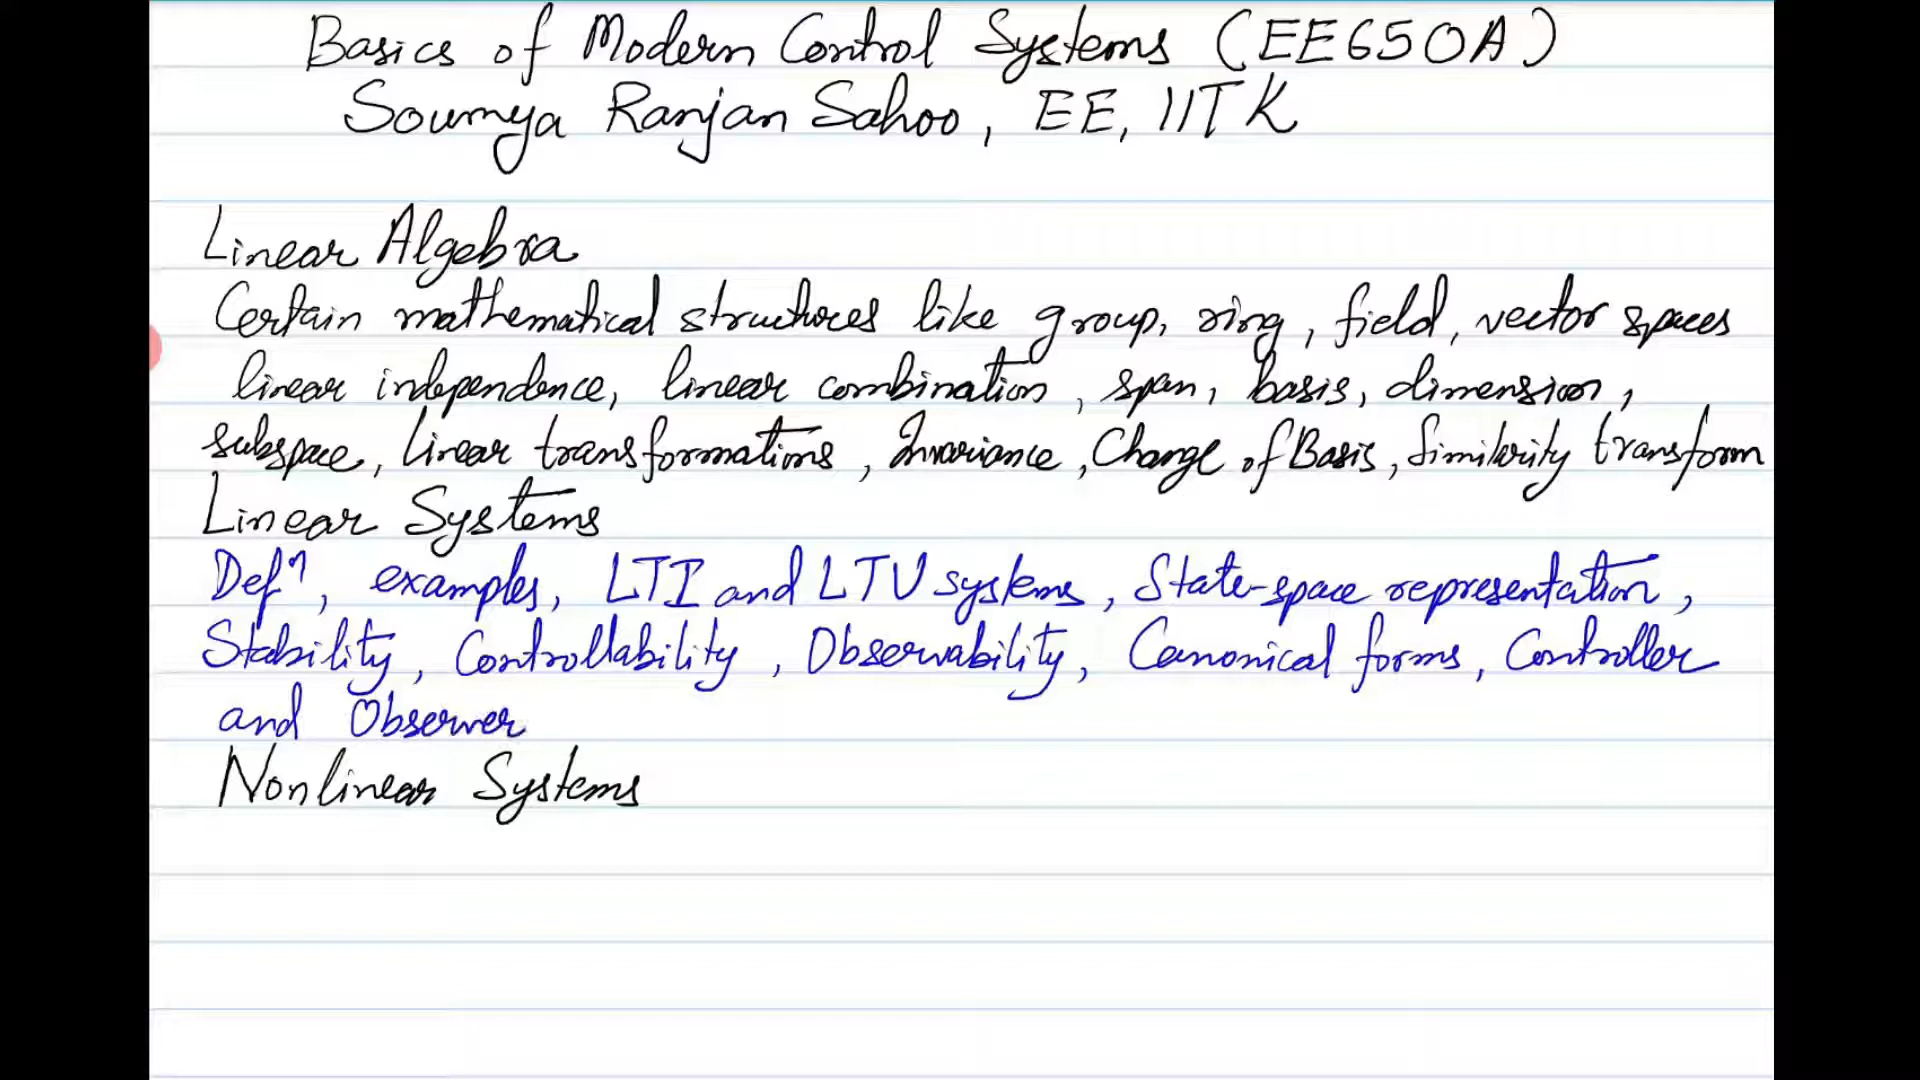 Basics of Modern Control Systems (EE650A)
Soumya Ranjan Sahoo, EE, IITK
Linear Algebra
Certain mathematical structures like group, ring, field, vector spaces
linear independence, linear combination, span, basis, dimension,
subspace, linear transformations, Invariance, Change of Basis, Similarity transform
Linear Systems
Defⁿ, examples, LTI and LTV systems, State-space representation,
Stability, Controllability, Observability, Canonical forms, Controller
and Observer
Nonlinear Systems